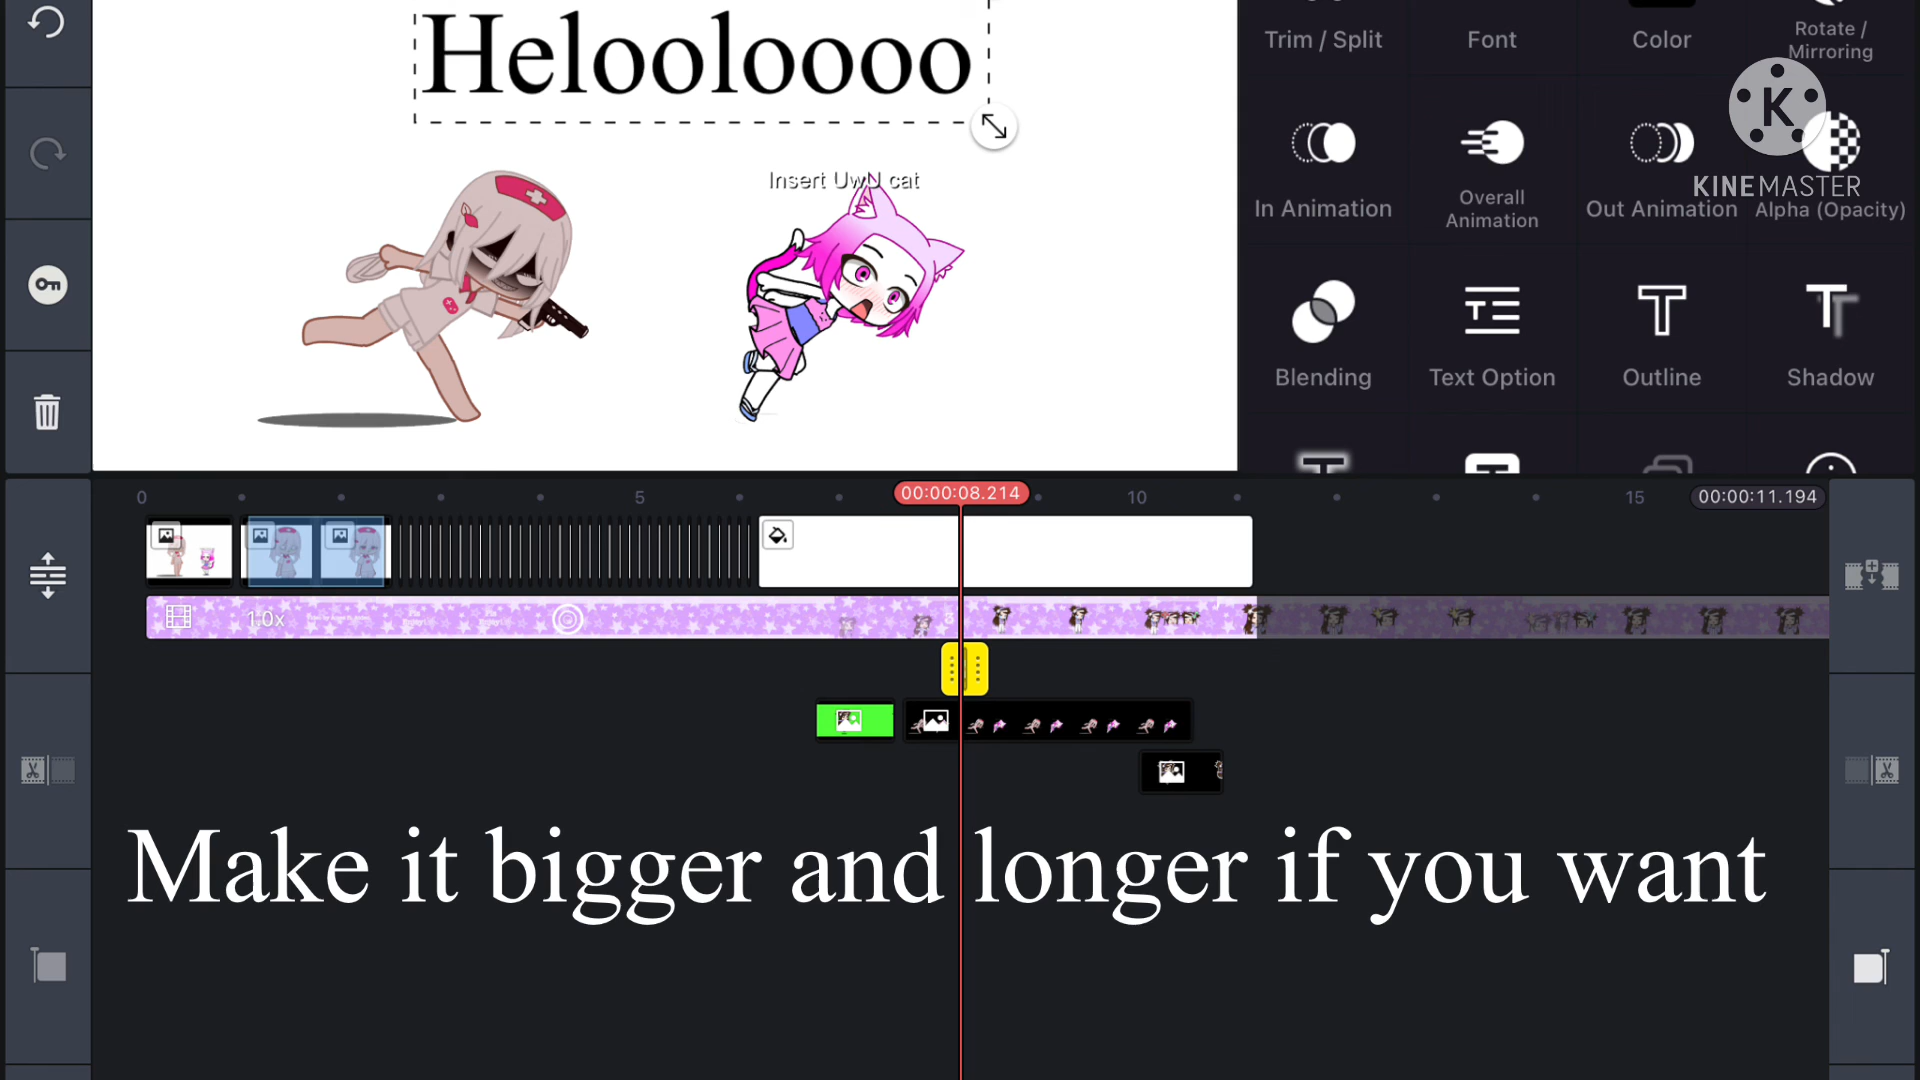 Helooloooo
Insert UwU cat
Trim / Split
Font
Color
Rotate /
Mirroring
K
KINEMASTER
In Animation
Overall
Animation
Out Animation
Alpha (Opacity)
Blending
Text Option
Outline
Shadow
0
5
00:00:08.214
10
15
00:00:11.194
1.0x
Make it bigger and longer if you want